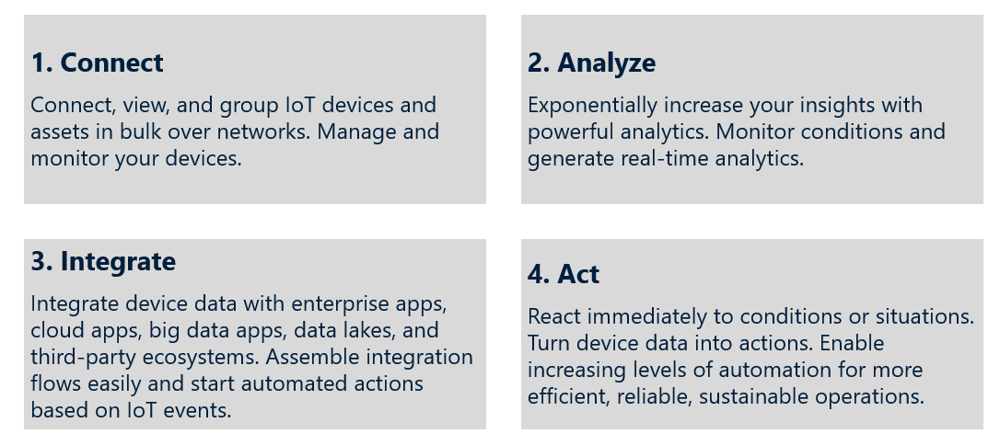 1. Connect
Connect, view, and group IoT devices and
assets in bulk over networks. Manage and
monitor your devices.
2. Analyze
Exponentially increase your insights with
powerful analytics. Monitor conditions and
generate real-time analytics.
3. Integrate
Integrate device data with enterprise apps,
cloud apps, big data apps, data lakes, and
third-party ecosystems. Assemble integration
flows easily and start automated actions
based on IoT events.
4. Act
React immediately to conditions or situations.
Turn device data into actions. Enable
increasing levels of automation for more
efficient, reliable, sustainable operations.